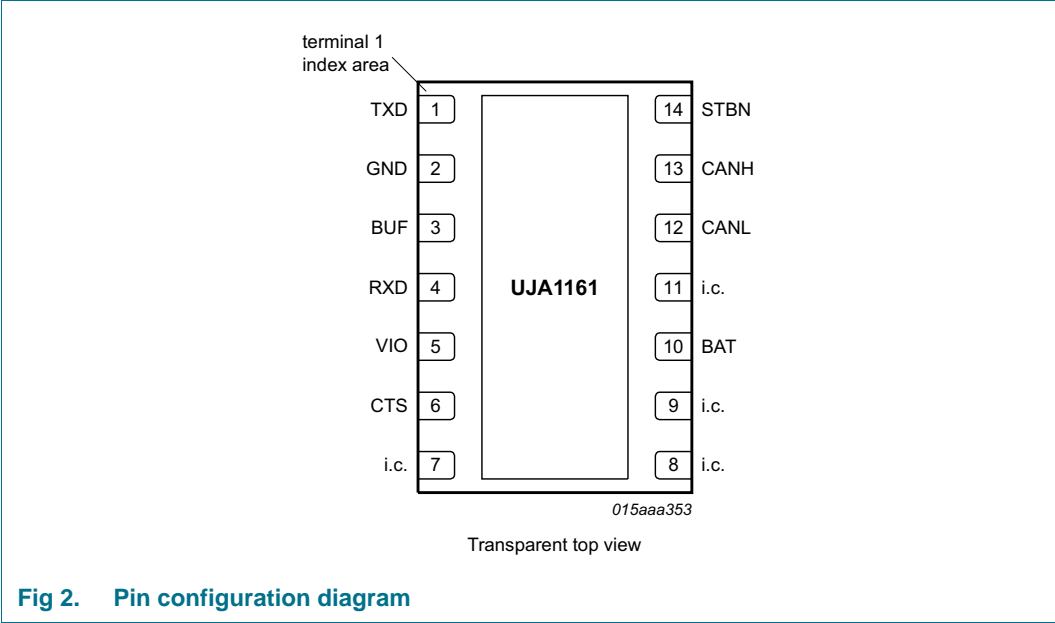 terminal 1
index area
TXD 1 14 STBN
GND 2 13 CANH
BUF 3 12 CANL
RXD 4 UJA1161 11 i.c.
VIO 5 10 BAT
CTS 6 9 i.c.
i.c. 7 8 i.c.
015aaa353
Transparent top view
Fig 2. Pin configuration diagram